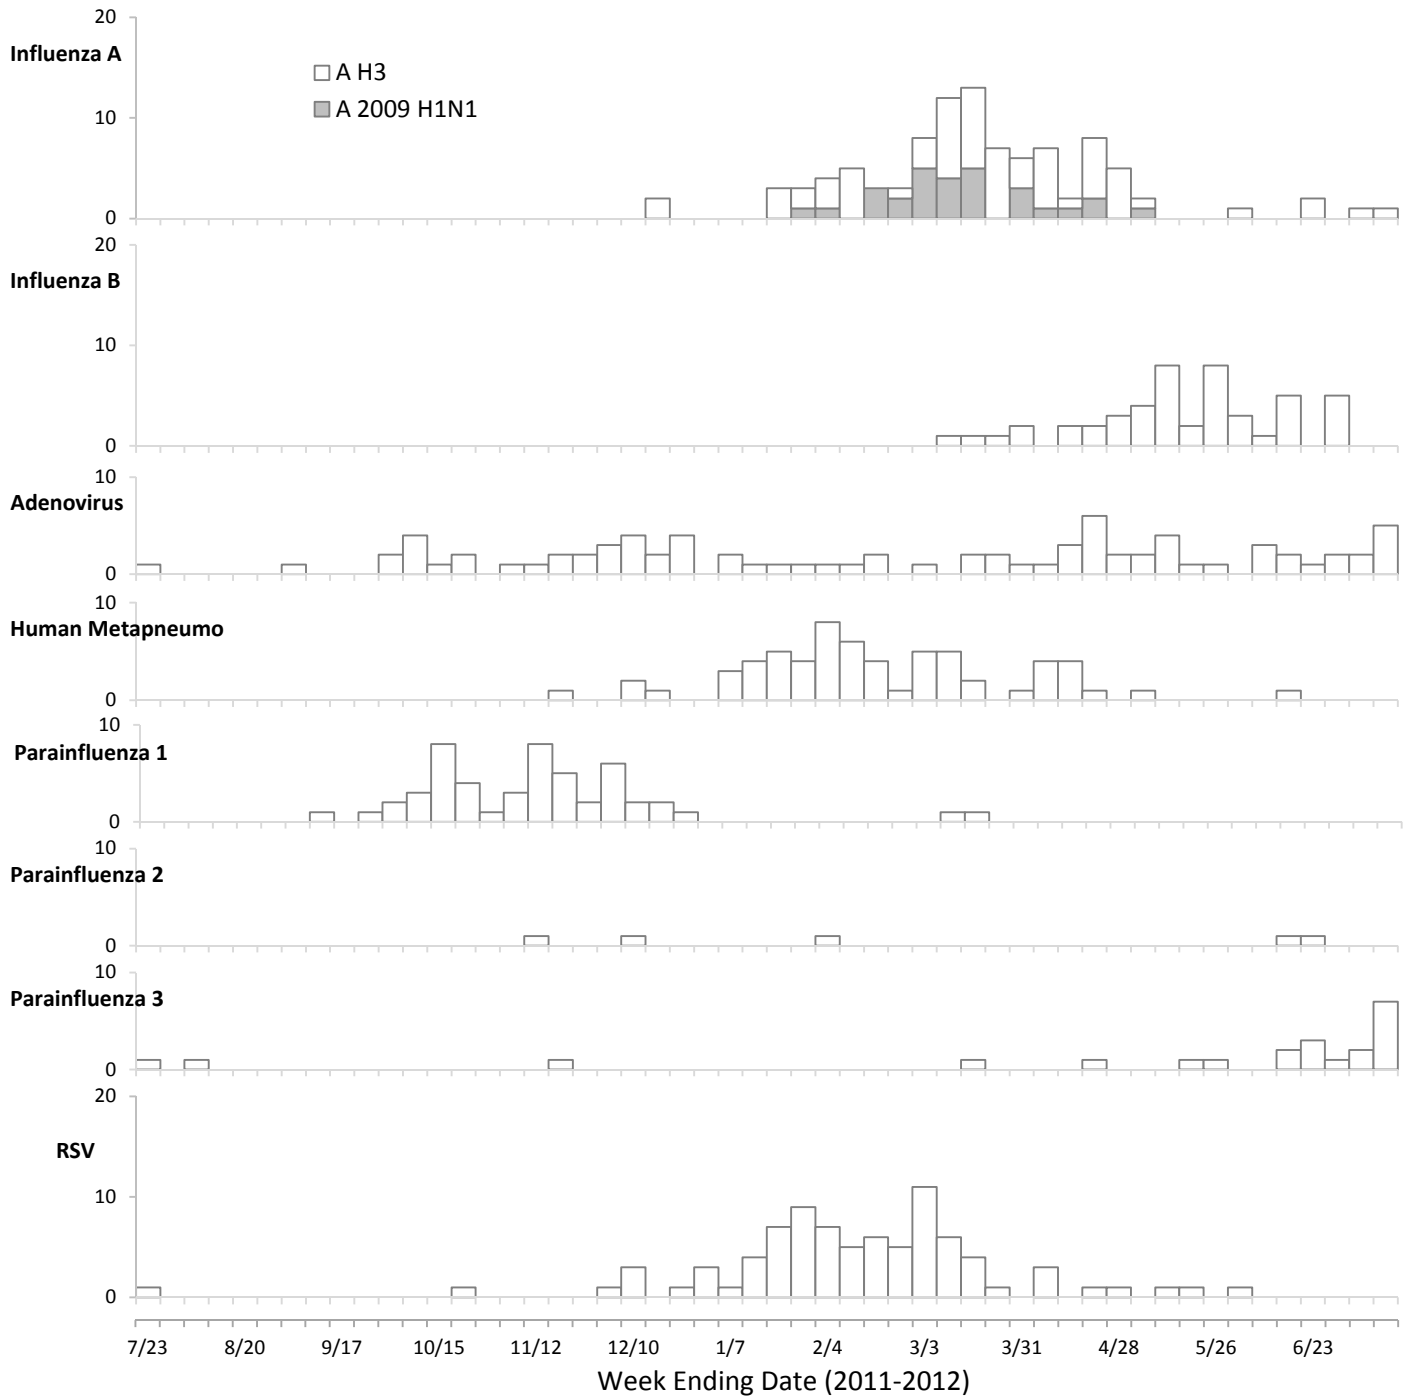 20
Influenza A
A H3
A 2009 H1N1
10
0
20
Influenza B
10
0
10
Adenovirus
0
10
Human Metapneumo
0
10
Parainfluenza 1
0
10
Parainfluenza 2
0
10
Parainfluenza 3
0
20
RSV
10
0
7/23 8/20 9/17 10/15 11/12 12/10 1/7 2/4 3/3 3/31 4/28 5/26 6/23
Week Ending Date (2011-2012)